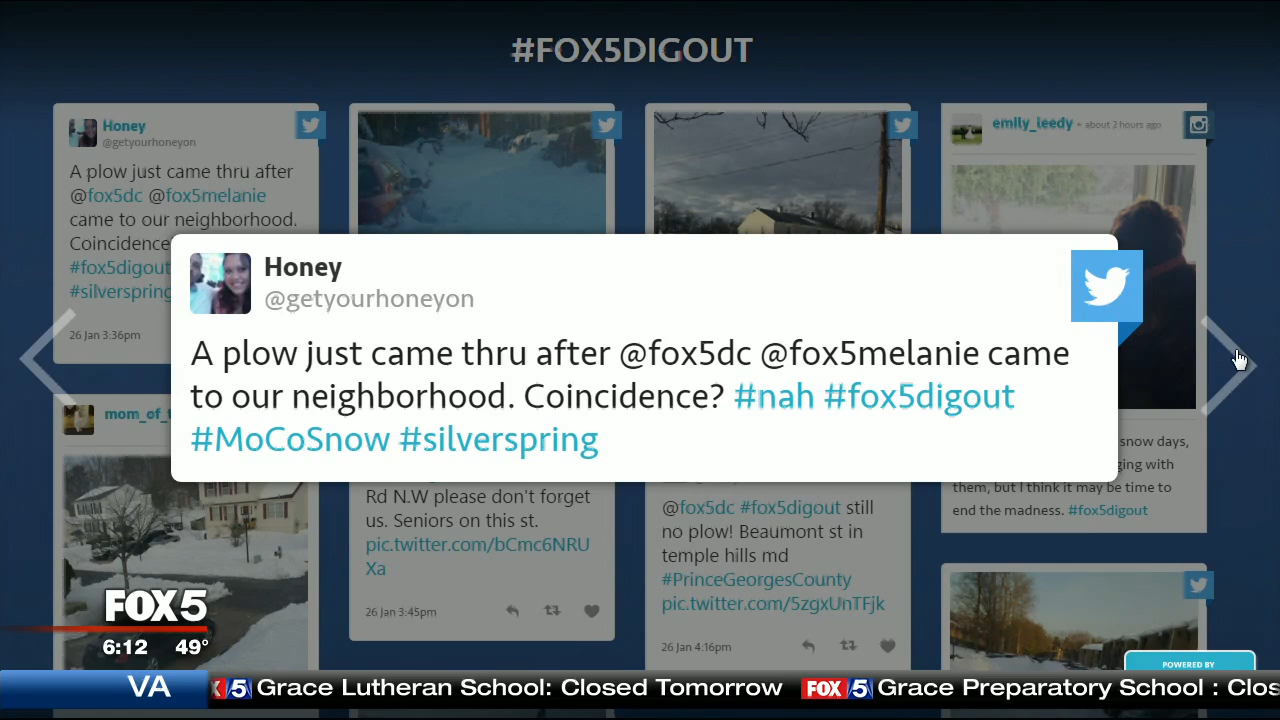 #FOX5DIGOUT
Honey
@getyourhoneyon
A plow just came thru after
@fox5dc @fox5melanie
came to our neighborhood.
Coincidence
#fox5digout
#silverspring
26 Jan 3:36pm
emily_leedy • about 2 hours ago
Honey
@getyourhoneyon
A plow just came thru after @fox5dc @fox5melanie came
to our neighborhood. Coincidence? #nah #fox5digout
#MoCoSnow #silverspring
mom_of_
Rd N.W please don't forget
us. Seniors on this st.
pic.twitter.com/bCmc6NRU
Xa
26 Jan 3:45pm
@fox5dc #fox5digout still
no plow! Beaumont st in
temple hills md
#PrinceGeorgesCounty
pic.twitter.com/5zgxUnTFjk
26 Jan 4:16pm
snow days,
ging with
them, but I think it may be time to
end the madness. #fox5digout
FOX 5
6:12 49°
POWERED BY
VA
X 5 Grace Lutheran School: Closed Tomorrow FOX 5 Grace Preparatory School : Clos